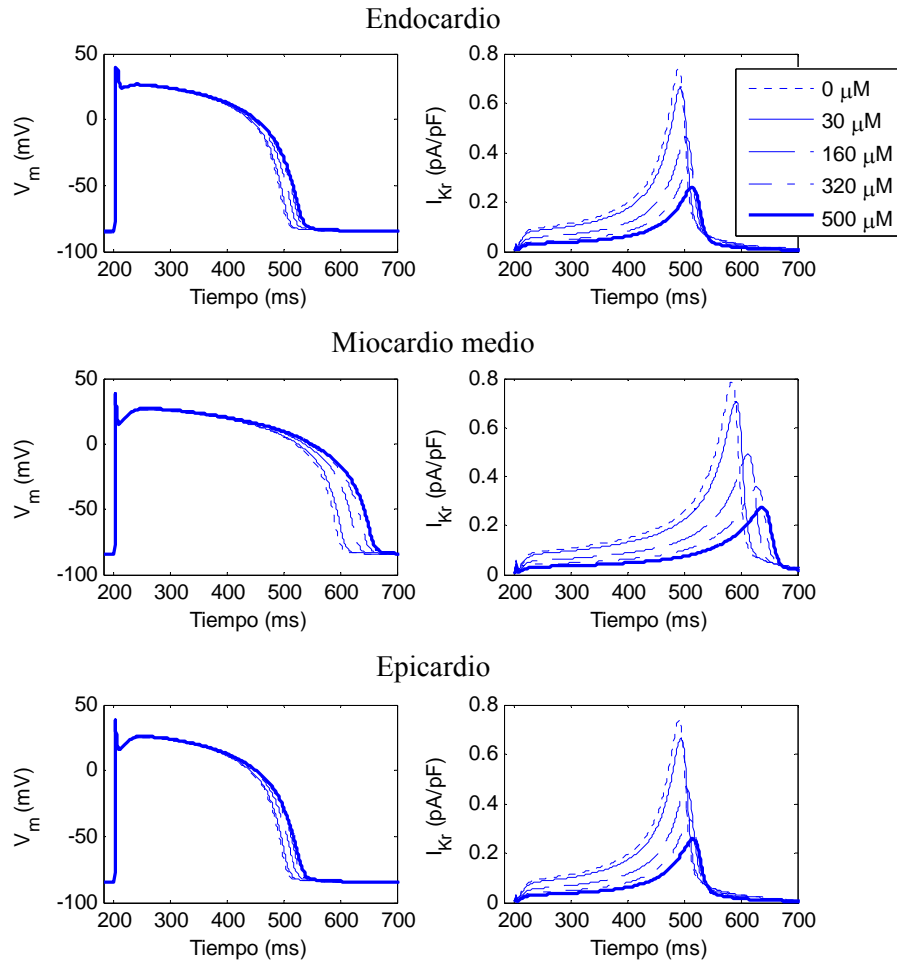 Endocardio
50
0
-50
-100
V_m (mV)
200 300 400 500 600 700
Tiempo (ms)
0.8
0.6
0.4
0.2
0
I_Kr (pA/pF)
200 300 400 500 600 700
Tiempo (ms)
0 μM
30 μM
160 μM
320 μM
500 μM
Miocardio medio
50
0
-50
-100
V_m (mV)
200 300 400 500 600 700
Tiempo (ms)
0.8
0.6
0.4
0.2
0
I_Kr (pA/pF)
200 300 400 500 600 700
Tiempo (ms)
Epicardio
50
0
-50
-100
V_m (mV)
200 300 400 500 600 700
Tiempo (ms)
0.8
0.6
0.4
0.2
0
I_Kr (pA/pF)
200 300 400 500 600 700
Tiempo (ms)